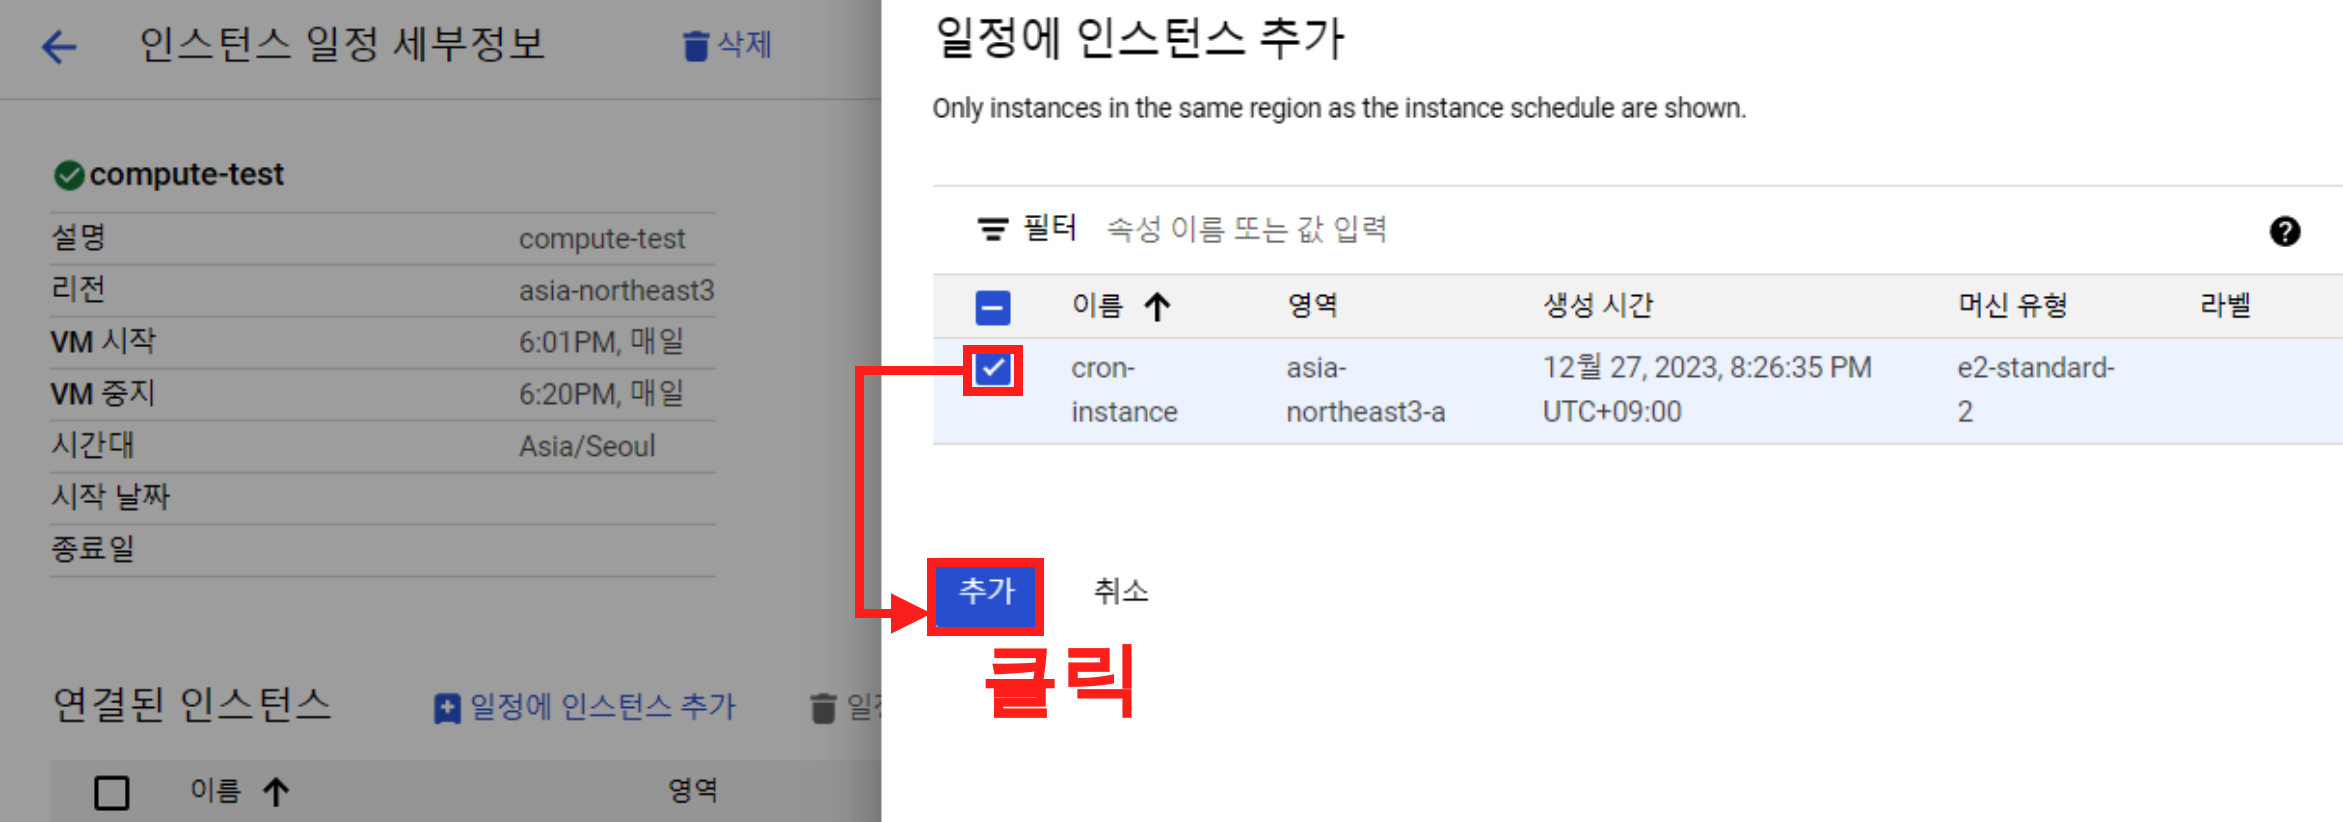 인스턴스 일정 세부정보
삭제
compute-test
설명 compute-test
리전 asia-northeast3
VM 시작 6:01PM, 매일
VM 중지 6:20PM, 매일
시간대 Asia/Seoul
시작 날짜
종료일
연결된 인스턴스
일정에 인스턴스 추가
이름 영역
일정에 인스턴스 추가
Only instances in the same region as the instance schedule are shown.
필터 속성 이름 또는 값 입력
이름 영역 생성 시간 머신 유형 라벨
cron- asia- 12월 27, 2023, 8:26:35 PM e2-standard-
instance northeast3-a UTC+09:00 2
추가 취소
클릭